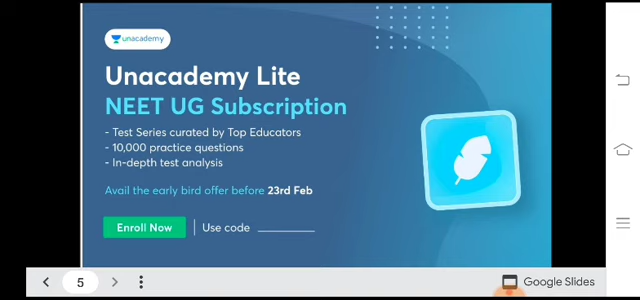 unacademy
Unacademy Lite
NEET UG Subscription
- Test Series curated by Top Educators
- 10,000 practice questions
- In-depth test analysis
Avail the early bird offer before 23rd Feb
Enroll Now Use code
5 Google Slides